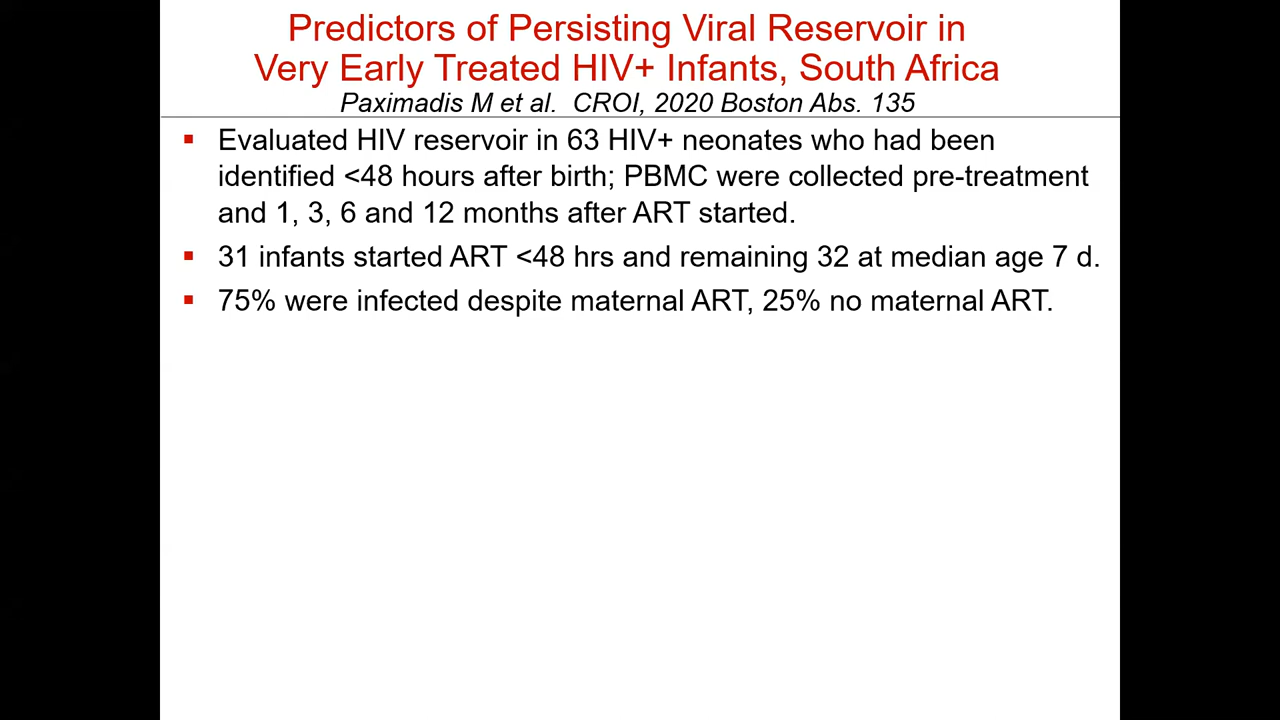 Predictors of Persisting Viral Reservoir in
Very Early Treated HIV+ Infants, South Africa
Paximadis M et al.  CROI, 2020 Boston Abs. 135
▪ Evaluated HIV reservoir in 63 HIV+ neonates who had been
identified <48 hours after birth; PBMC were collected pre-treatment
and 1, 3, 6 and 12 months after ART started.
▪ 31 infants started ART <48 hrs and remaining 32 at median age 7 d.
▪ 75% were infected despite maternal ART, 25% no maternal ART.